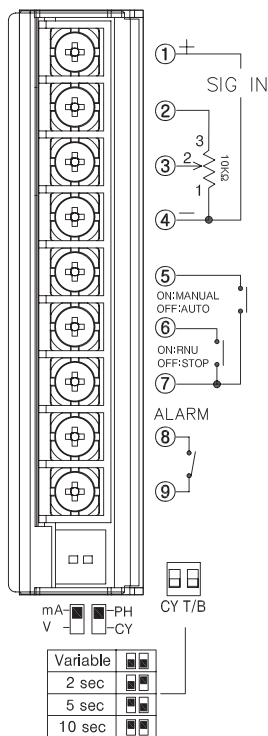 ① +
SIG IN
②
3
③ 2
10KΩ
1
④ −
⑤
ON:MANUAL
OFF:AUTO
⑥
ON:RNU
OFF:STOP
⑦
ALARM
⑧
⑨
CY T/B
mA PH
V CY
Variable
2 sec
5 sec
10 sec